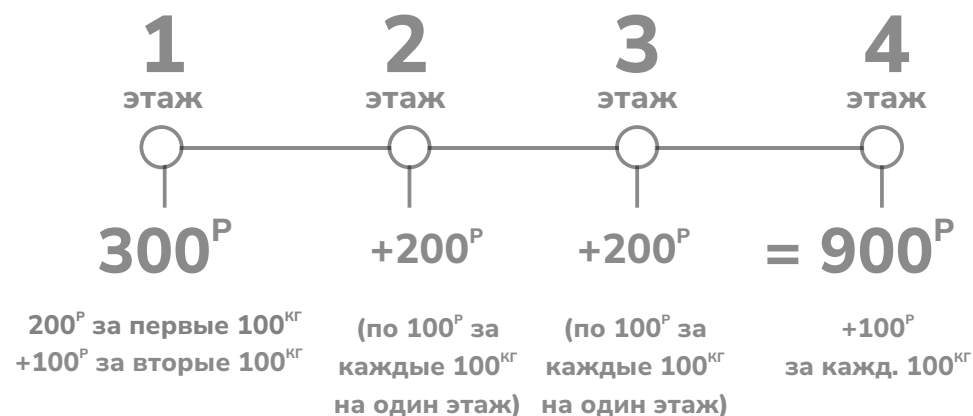 1 2 3 4
этаж этаж этаж этаж
300Р +200Р +200Р = 900Р
200Р за первые 100КГ
+100Р за вторые 100КГ
(по 100Р за
каждые 100КГ
на один этаж)
(по 100Р за
каждые 100КГ
на один этаж)
+100Р
за кажд. 100КГ